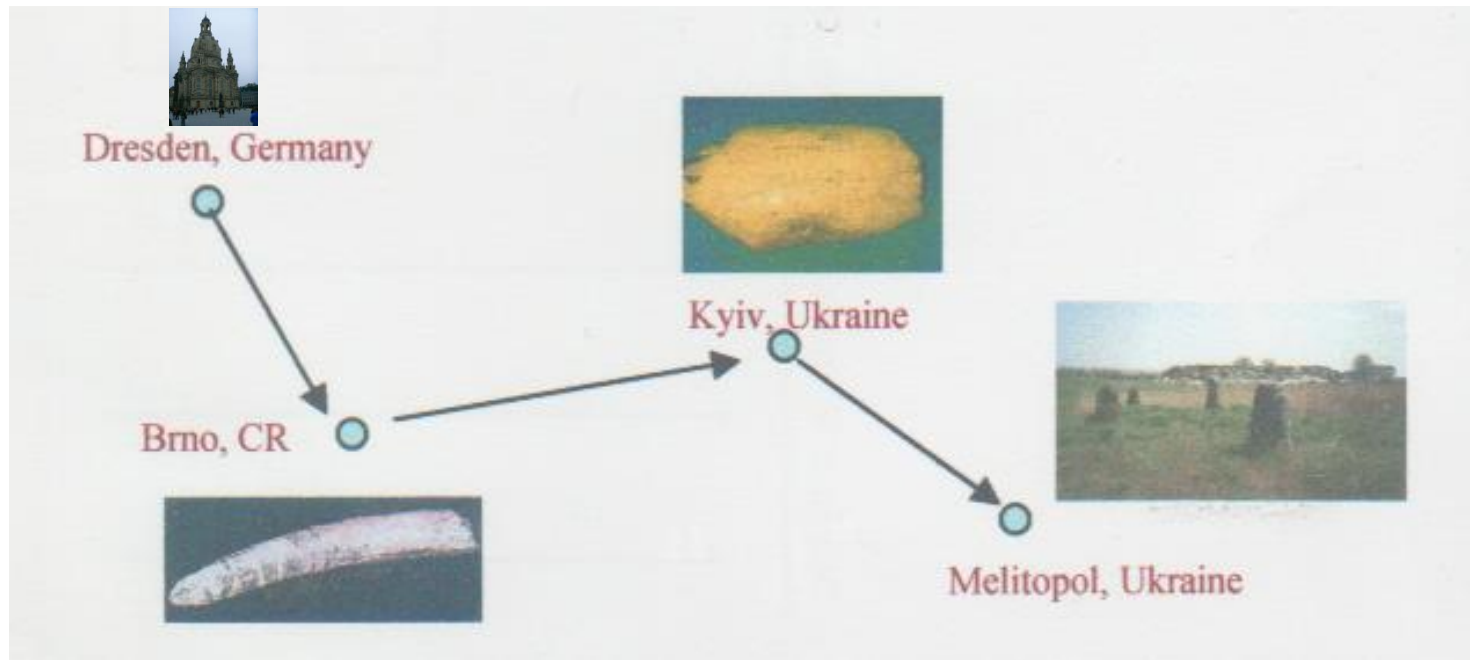 Dresden, Germany
Kyiv, Ukraine
Brno, CR
Melitopol, Ukraine